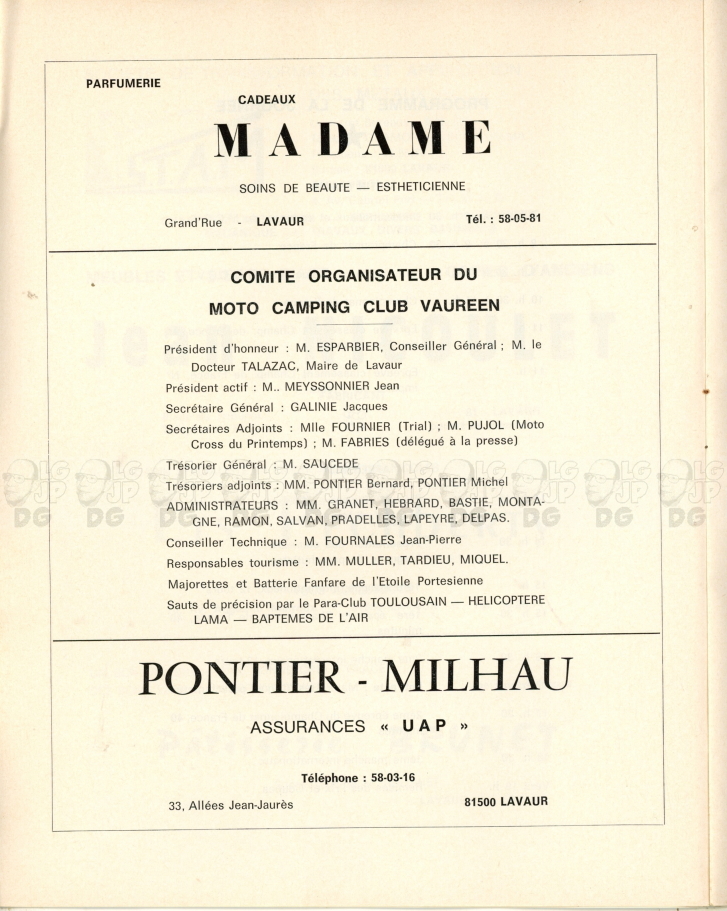 PARFUMERIE
CADEAUX
MADAME
SOINS DE BEAUTE — ESTHETICIENNE
Grand'Rue - LAVAUR Tél. : 58-05-81
COMITE ORGANISATEUR DU
MOTO CAMPING CLUB VAUREEN
Président d'honneur : M. ESPARBIER, Conseiller Général ; M. le
Docteur TALAZAC, Maire de Lavaur
Président actif : M.. MEYSSONNIER Jean
Secrétaire Général : GALINIE Jacques
Secrétaires Adjoints : Mlle FOURNIER (Trial) ; M. PUJOL (Moto
Cross du Printemps) ; M. FABRIES (délégué à la presse)
Trésorier Général : M. SAUCEDE
Trésoriers adjoints : MM. PONTIER Bernard, PONTIER Michel
ADMINISTRATEURS : MM. GRANET, HEBRARD, BASTIE, MONTA-
GNE, RAMON, SALVAN, PRADELLES, LAPEYRE, DELPAS.
Conseiller Technique : M. FOURNALES Jean-Pierre
Responsables tourisme : MM. MULLER, TARDIEU, MIQUEL.
Majorettes et Batterie Fanfare de l'Etoile Portesienne
Sauts de précision par le Para-Club TOULOUSAIN — HELICOPTERE
LAMA — BAPTEMES DE L'AIR
PONTIER - MILHAU
ASSURANCES « UAP »
Téléphone : 58-03-16
33, Allées Jean-Jaurès 81500 LAVAUR